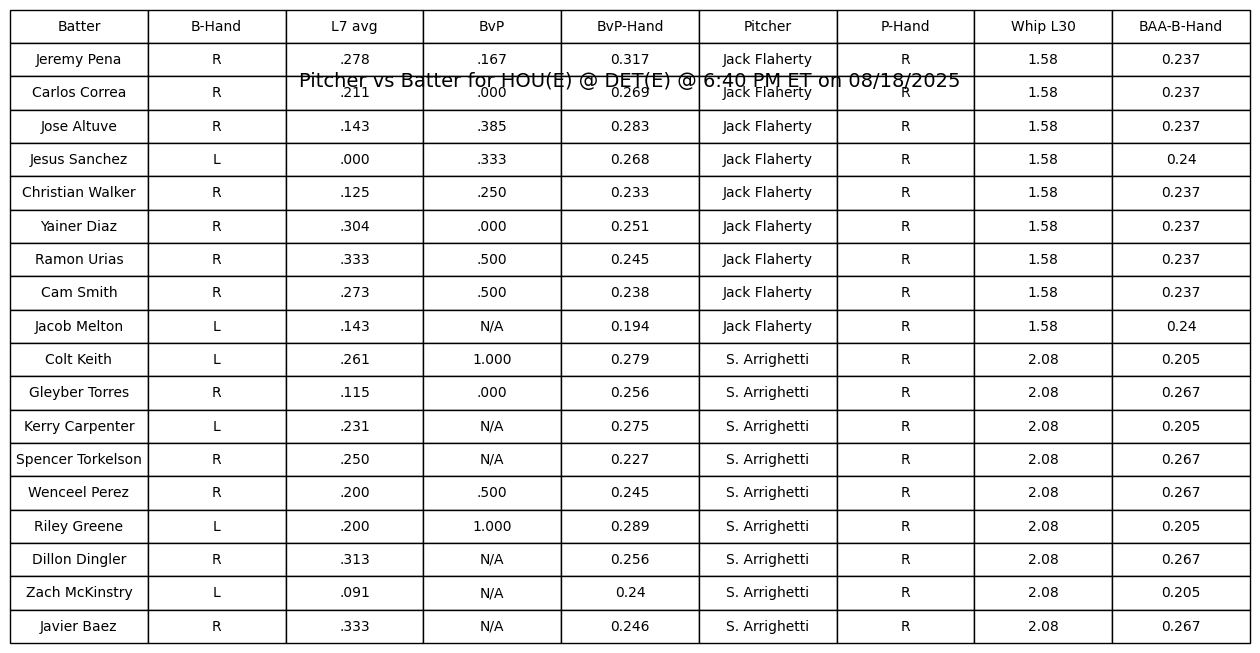 Batter B-Hand L7 avg BvP BvP-Hand Pitcher P-Hand Whip L30 BAA-B-Hand
Jeremy Pena R .278 .167 0.317 Jack Flaherty R 1.58 0.237
Pitcher vs Batter for HOU(E) @ DET(E) @ 6:40 PM ET on 08/18/2025
Carlos Correa R .211 .000 0.269 Jack Flaherty R 1.58 0.237
Jose Altuve R .143 .385 0.283 Jack Flaherty R 1.58 0.237
Jesus Sanchez L .000 .333 0.268 Jack Flaherty R 1.58 0.24
Christian Walker R .125 .250 0.233 Jack Flaherty R 1.58 0.237
Yainer Diaz R .304 .000 0.251 Jack Flaherty R 1.58 0.237
Ramon Urias R .333 .500 0.245 Jack Flaherty R 1.58 0.237
Cam Smith R .273 .500 0.238 Jack Flaherty R 1.58 0.237
Jacob Melton L .143 N/A 0.194 Jack Flaherty R 1.58 0.24
Colt Keith L .261 1.000 0.279 S. Arrighetti R 2.08 0.205
Gleyber Torres R .115 .000 0.256 S. Arrighetti R 2.08 0.267
Kerry Carpenter L .231 N/A 0.275 S. Arrighetti R 2.08 0.205
Spencer Torkelson R .250 N/A 0.227 S. Arrighetti R 2.08 0.267
Wenceel Perez R .200 .500 0.245 S. Arrighetti R 2.08 0.267
Riley Greene L .200 1.000 0.289 S. Arrighetti R 2.08 0.205
Dillon Dingler R .313 N/A 0.256 S. Arrighetti R 2.08 0.267
Zach McKinstry L .091 N/A 0.24 S. Arrighetti R 2.08 0.205
Javier Baez R .333 N/A 0.246 S. Arrighetti R 2.08 0.267